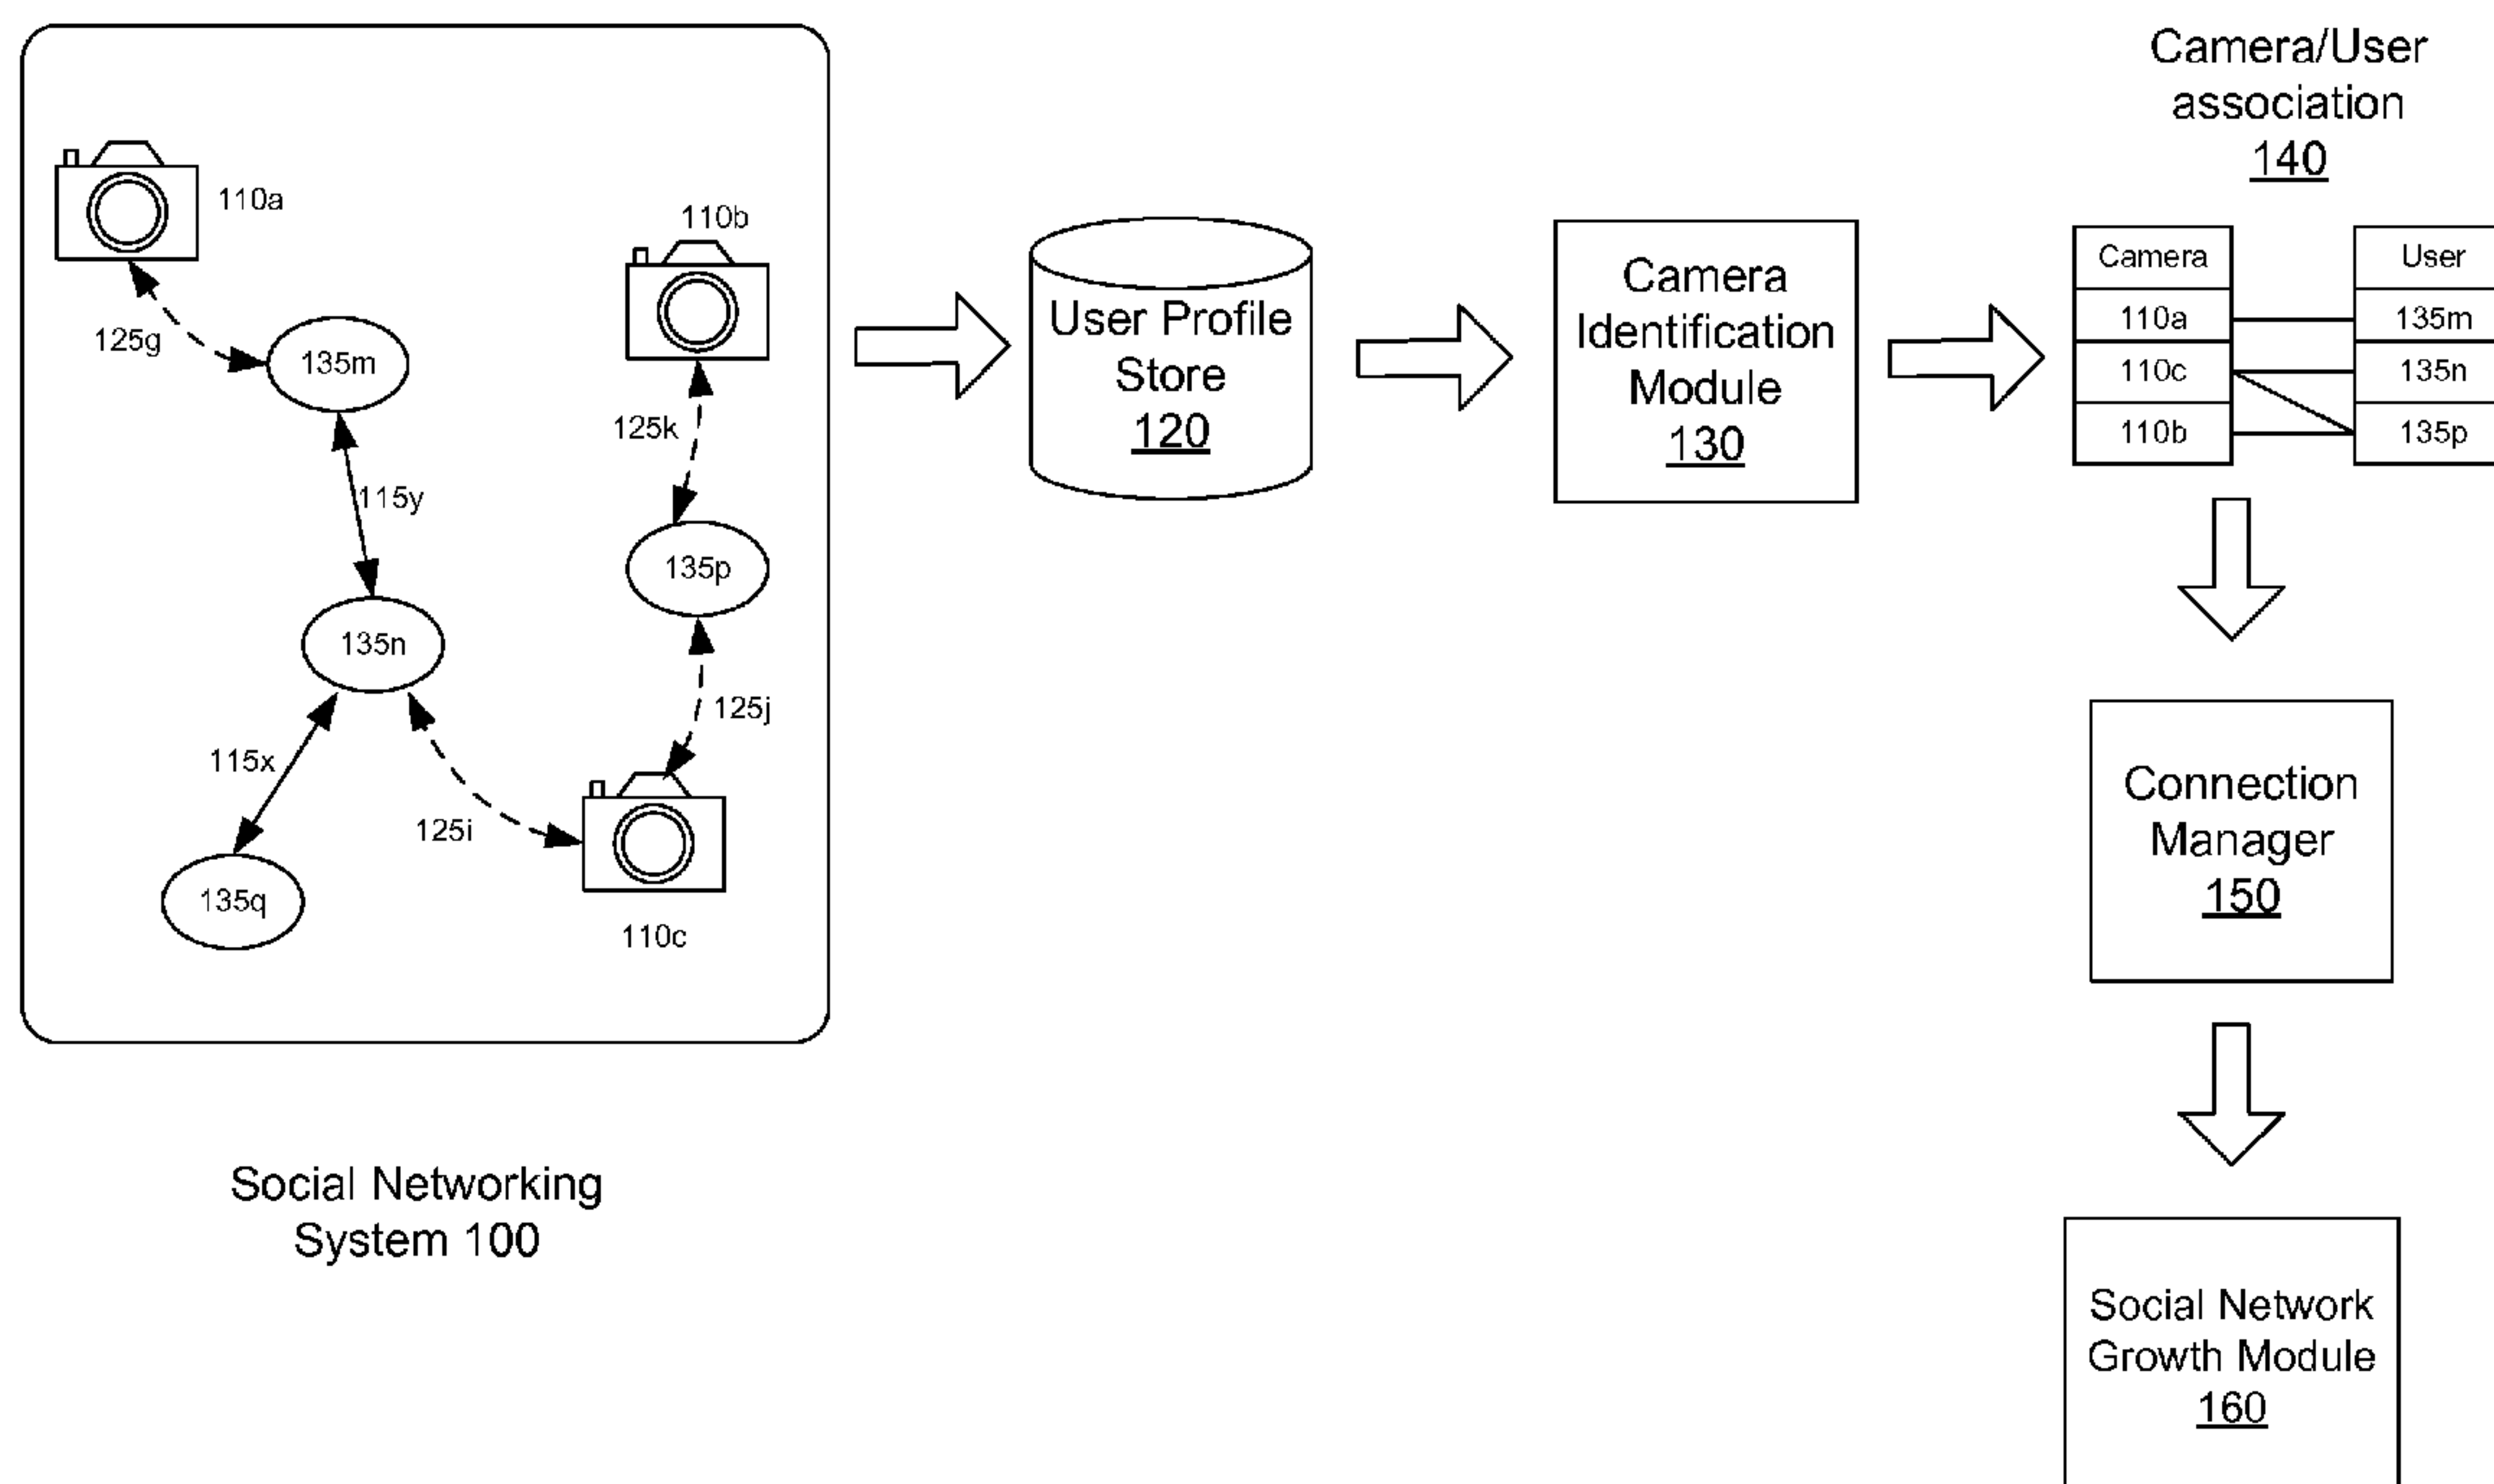 110a
110b
125g
135m
125k
115y
135p
135n
125j
115x
125i
135q
110c
Social Networking
System 100
User Profile
Store
120
Camera
Identification
Module
130
Camera/User
association
140
Camera User
110a 135m
110c 135n
110b 135p
Connection
Manager
150
Social Network
Growth Module
160